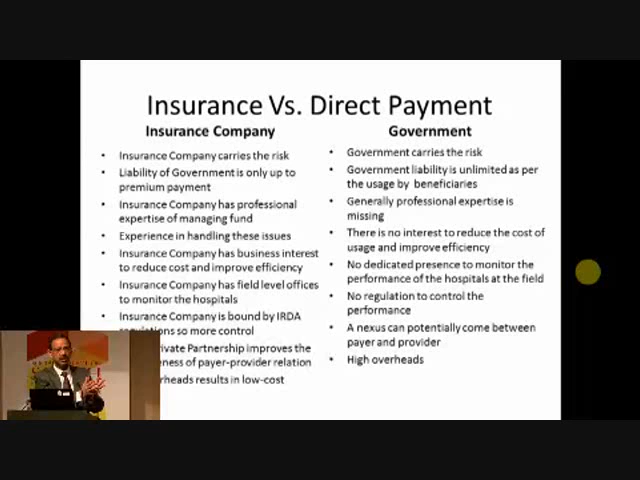 Insurance Vs. Direct Payment
Insurance Company
• Insurance Company carries the risk
• Liability of Government is only up to
premium payment
• Insurance Company has professional
expertise of managing fund
• Experience in handling these issues
• Insurance Company has business interest
to reduce cost and improve efficiency
• Insurance Company has field level offices
to monitor the hospitals
• Insurance Company is bound by IRDA
so more control
Partnership improves the
of payer-provider relation
results in low-cost
Government
• Government carries the risk
• Government liability is unlimited as per
the usage by beneficiaries
• Generally professional expertise is
missing
• There is no interest to reduce the cost of
usage and improve efficiency
• No dedicated presence to monitor the
performance of the hospitals at the field
• No regulation to control the
performance
• A nexus can potentially come between
payer and provider
• High overheads